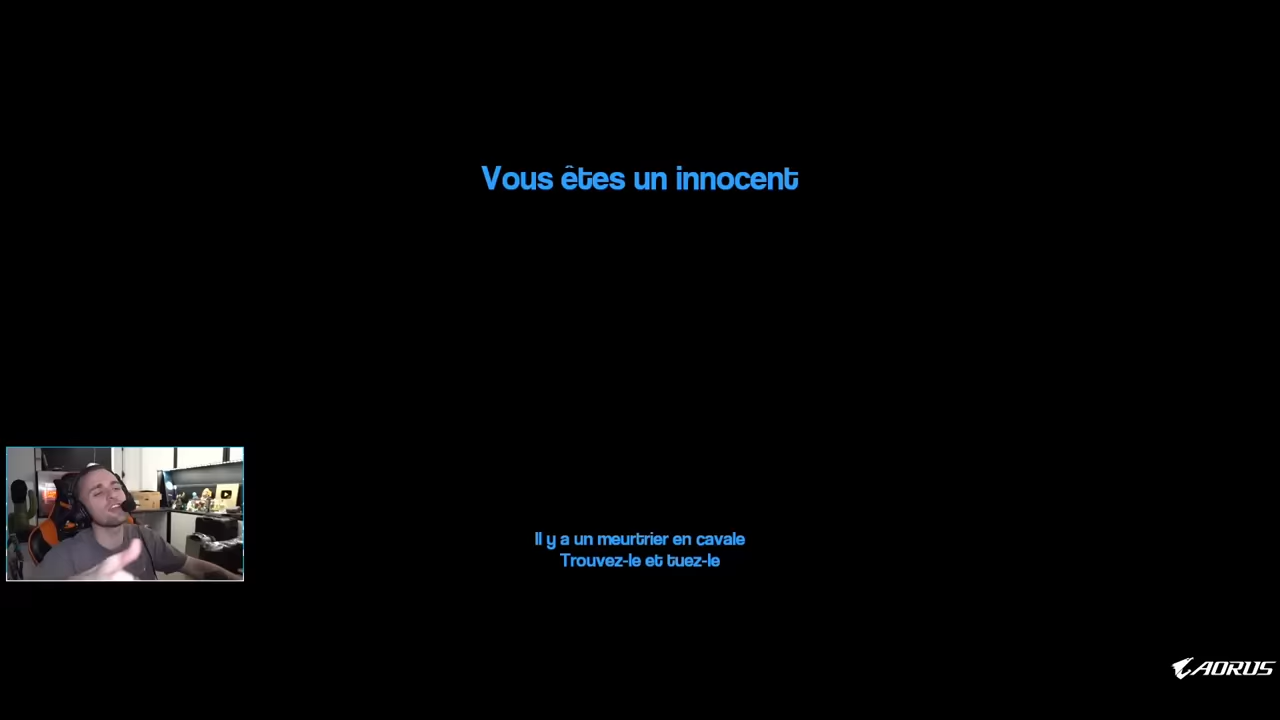 Vous êtes un innocent
Il y a un meurtrier en cavale
Trouvez-le et tuez-le
AORUS